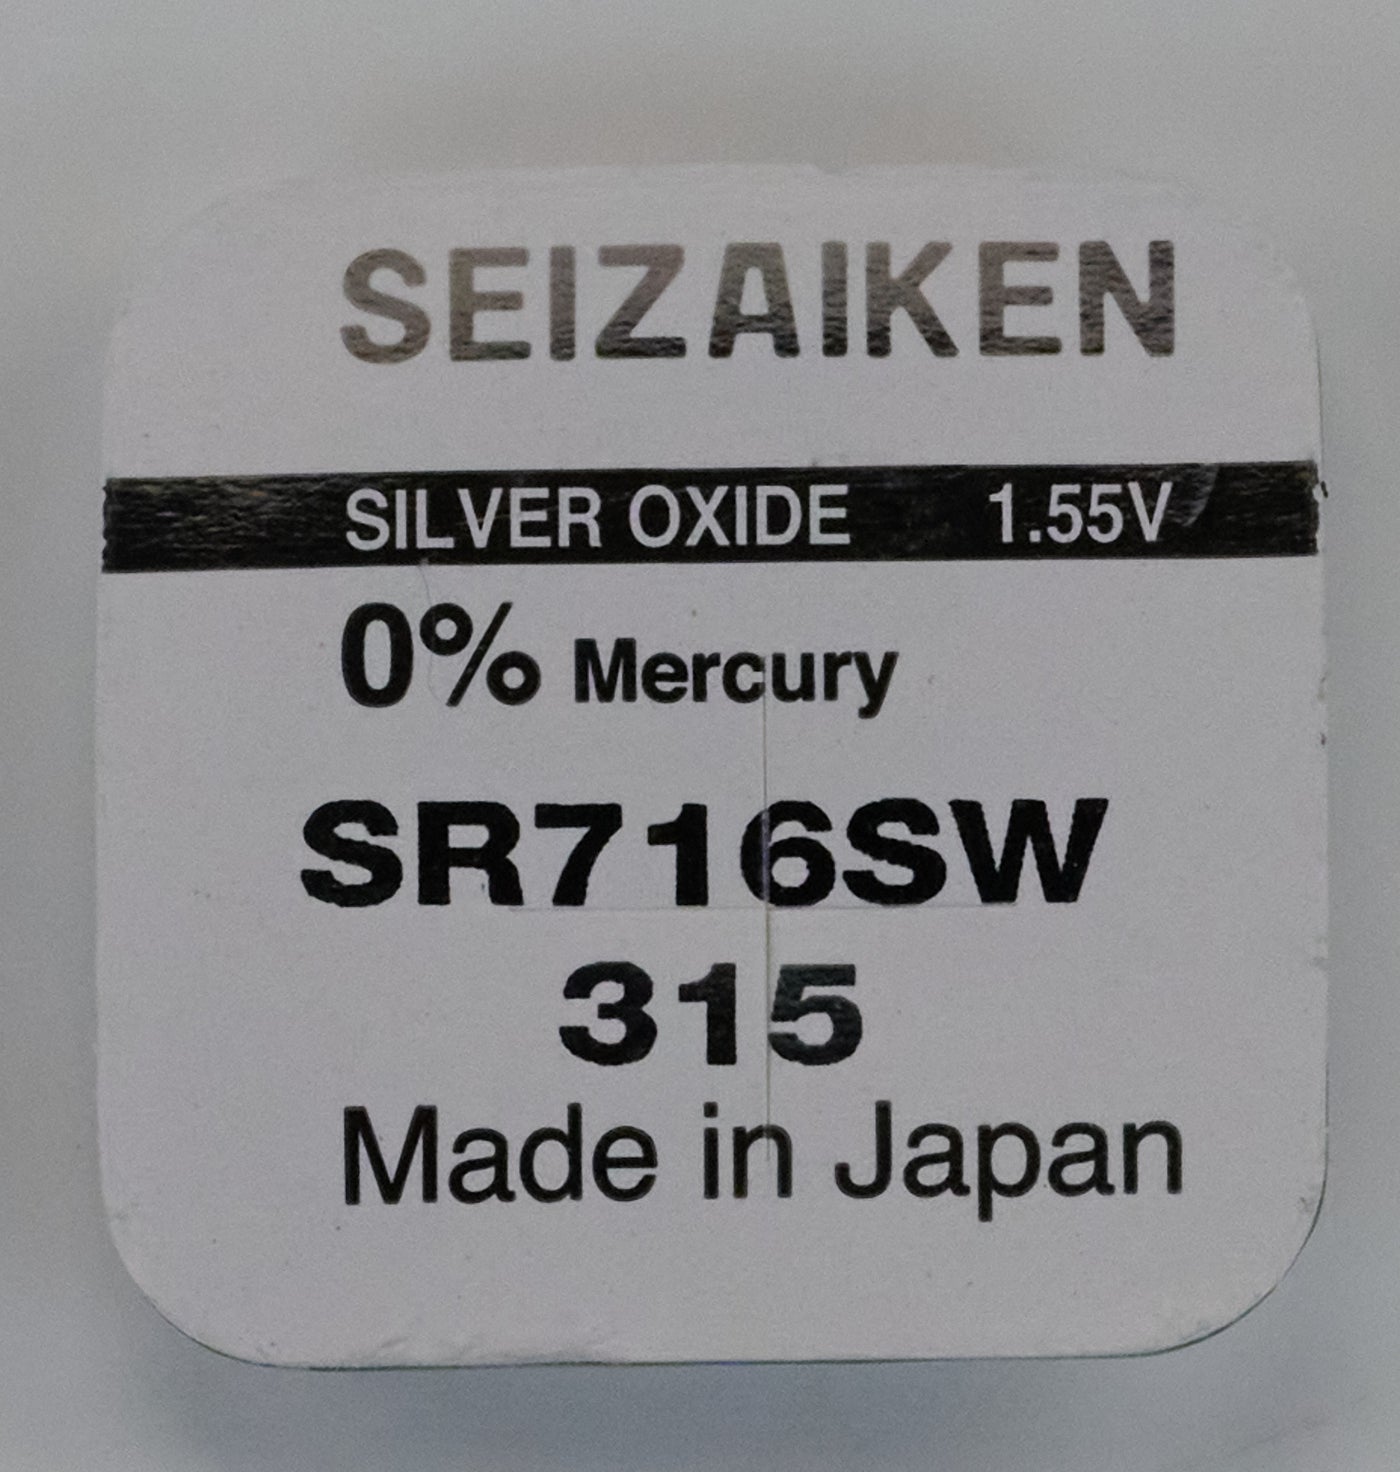 SEIZAIKEN
SILVER OXIDE 1.55V
0% Mercury
SR716SW
315
Made in Japan